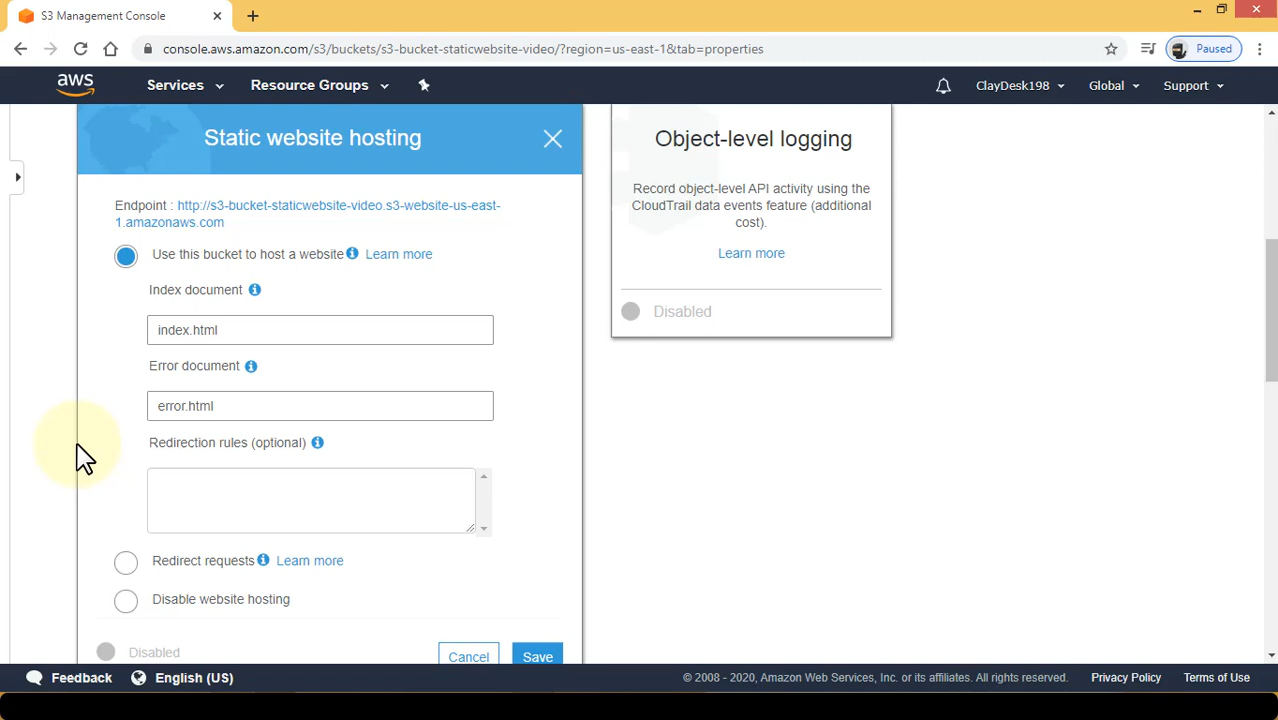 S3 Management Console
console.aws.amazon.com/s3/buckets/s3-bucket-staticwebsite-video/?region=us-east-1&tab=properties
Paused
aws
Services
Resource Groups
ClayDesk198
Global
Support
Static website hosting
Endpoint : http://s3-bucket-staticwebsite-video.s3-website-us-east-
1.amazonaws.com
Use this bucket to host a website
Learn more
Index document
index.html
Error document
error.html
Redirection rules (optional)
Redirect requests
Learn more
Disable website hosting
Disabled
Cancel
Save
Object-level logging
Record object-level API activity using the
CloudTrail data events feature (additional
cost).
Learn more
Disabled
Feedback
English (US)
© 2008 - 2020, Amazon Web Services, Inc. or its affiliates. All rights reserved.
Privacy Policy
Terms of Use